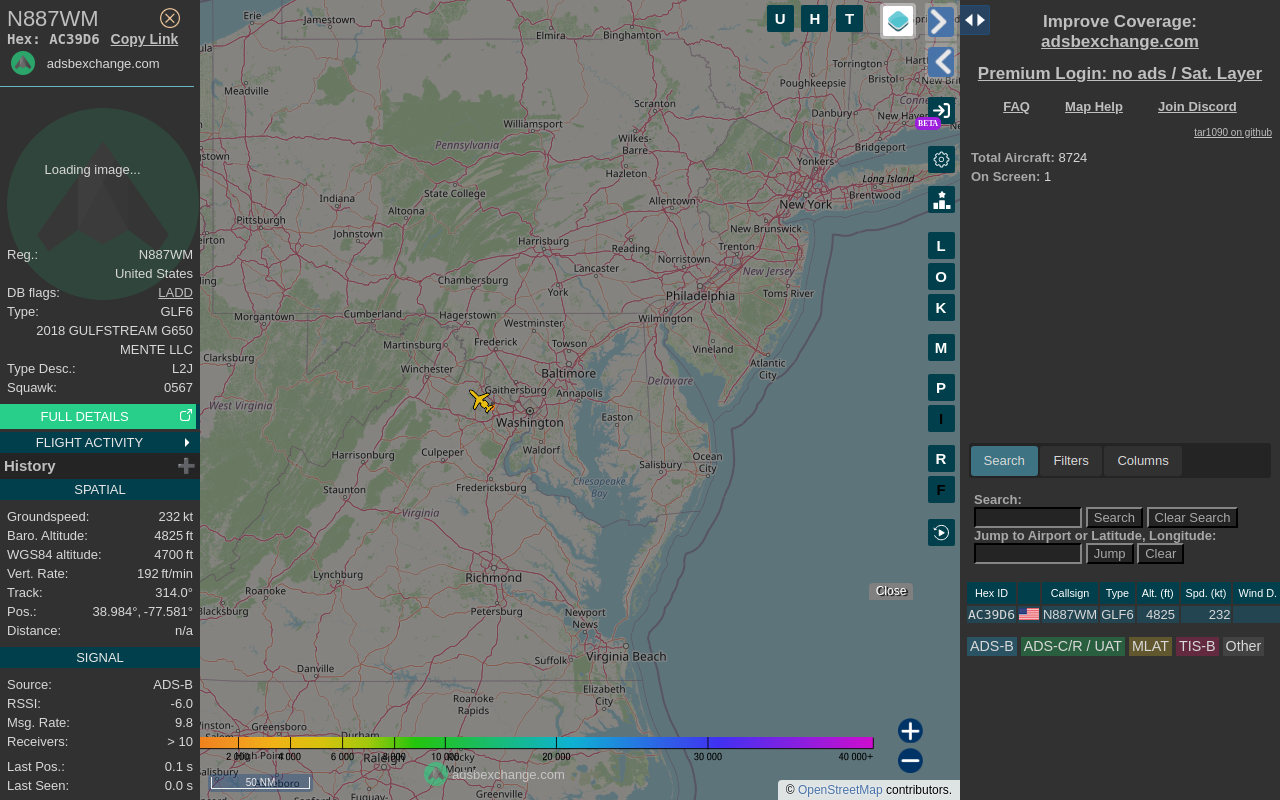 N887WM
Hex: AC39D6 Copy Link
adsbexchange.com
Loading image...
Reg.: N887WM
United States
DB flags: LADD
Type: GLF6
2018 GULFSTREAM G650
MENTE LLC
Type Desc.: L2J
Squawk: 0567
FULL DETAILS
FLIGHT ACTIVITY
History
SPATIAL
Groundspeed: 232 kt
Baro. Altitude: 4825 ft
WGS84 altitude: 4700 ft
Vert. Rate: 192 ft/min
Track: 314.0°
Pos.: 38.984°, -77.581°
Distance: n/a
SIGNAL
Source: ADS-B
RSSI: -6.0
Msg. Rate: 9.8
Receivers: > 10
Last Pos.: 0.1 s
Last Seen: 0.0 s
Erie
Jamestown
Elmira
Binghamton
Meadville
Torrington
Bristol
Poughkeepsie
Danbury
New Haven
Bridgeport
Scranton
Williamsport
Wilkes-
Barre
Pennsylvania
Hazleton
Yonkers
Long Island
State College
Allentown
New York
Brentwood
Indiana
Altoona
Pittsburgh
Johnstown
Harrisburg
Reading
New Brunswick
Trenton
Norristown
Lancaster
New Jersey
Chambersburg
York
Philadelphia
Toms River
Morgantown
Cumberland
Hagerstown
Westminster
Wilmington
Clarksburg
Martinsburg
Frederick
Towson
Vineland
Winchester
Baltimore
Atlantic
City
Gaithersburg
Annapolis
Delaware
West Virginia
Washington
Easton
Harrisonburg
Culpeper
Waldorf
Salisbury
Ocean
City
Staunton
Fredericksburg
Chesapeake
Bay
Virginia
Lynchburg
Richmond
Roanoke
Blacksburg
Petersburg
Newport
News
Suffolk
Virginia Beach
Danville
Elizabeth
City
Roanoke
Rapids
Greensboro
Durham
High Point
Raleigh
Rocky
Mount
Greenville
U H T
BETA
L
O
K
M
P
I
R
F
Close
2 000 4 000 6 000 8 000 10 000 20 000 30 000 40 000+
adsbexchange.com
50 NM
© OpenStreetMap contributors.
Improve Coverage:
adsbexchange.com
Premium Login: no ads / Sat. Layer
FAQ Map Help Join Discord
tar1090 on github
Total Aircraft: 8724
On Screen: 1
Search Filters Columns
Search:
Search Clear Search
Jump to Airport or Latitude, Longitude:
Jump Clear
Hex ID Callsign Type Alt. (ft) Spd. (kt) Wind D.
AC39D6 N887WM GLF6 4825 232
ADS-B ADS-C/R / UAT MLAT TIS-B Other